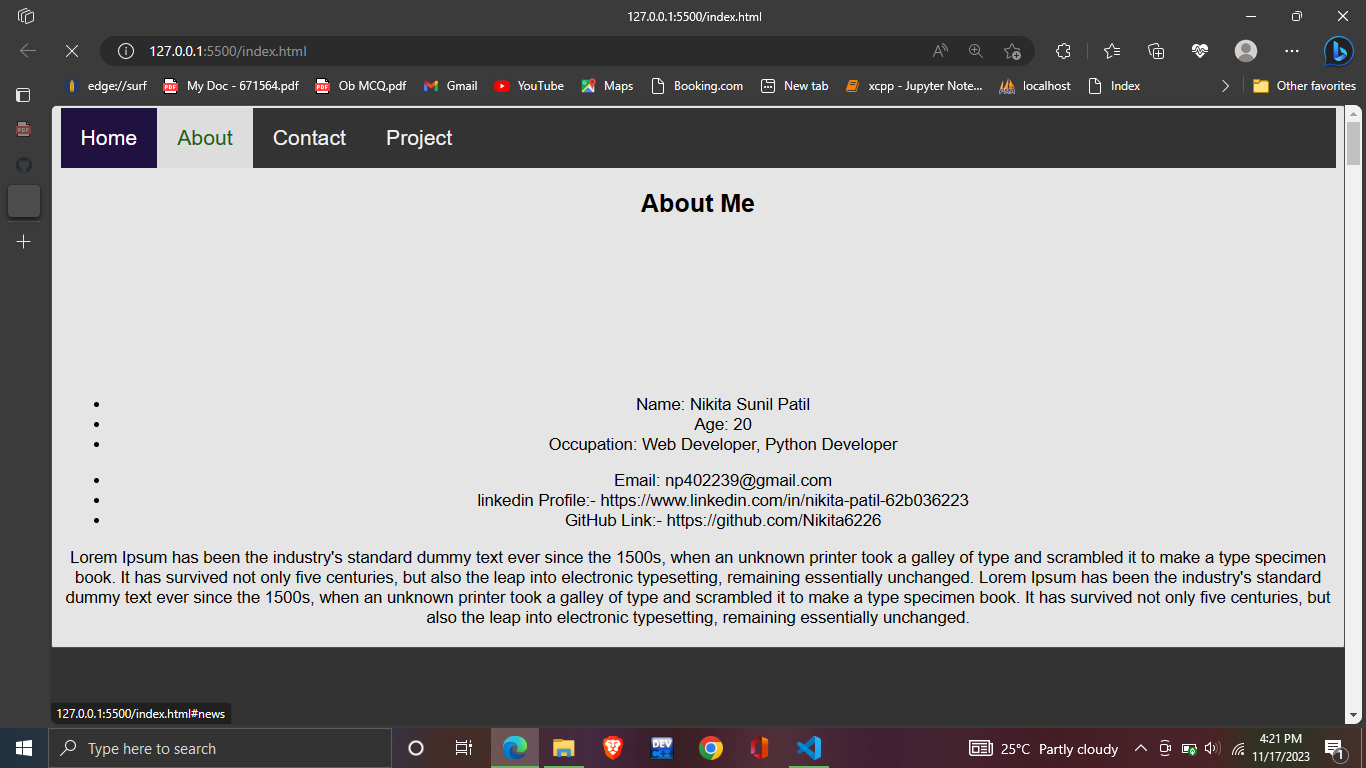 127.0.0.1:5500/index.html
127.0.0.1:5500/index.html
edge://surf
My Doc - 671564.pdf
Ob MCQ.pdf
Gmail
YouTube
Maps
Booking.com
New tab
xcpp - Jupyter Note...
localhost
Index
Other favorites
Home
About
Contact
Project
About Me
Name: Nikita Sunil Patil
Age: 20
Occupation: Web Developer, Python Developer
Email: np402239@gmail.com
linkedin Profile:- https://www.linkedin.com/in/nikita-patil-62b036223
GitHub Link:- https://github.com/Nikita6226
Lorem Ipsum has been the industry's standard dummy text ever since the 1500s, when an unknown printer took a galley of type and scrambled it to make a type specimen
book. It has survived not only five centuries, but also the leap into electronic typesetting, remaining essentially unchanged. Lorem Ipsum has been the industry's standard
dummy text ever since the 1500s, when an unknown printer took a galley of type and scrambled it to make a type specimen book. It has survived not only five centuries, but
also the leap into electronic typesetting, remaining essentially unchanged.
127.0.0.1:5500/index.html#news
Type here to search
DEV
25°C Partly cloudy
4:21 PM
11/17/2023
1